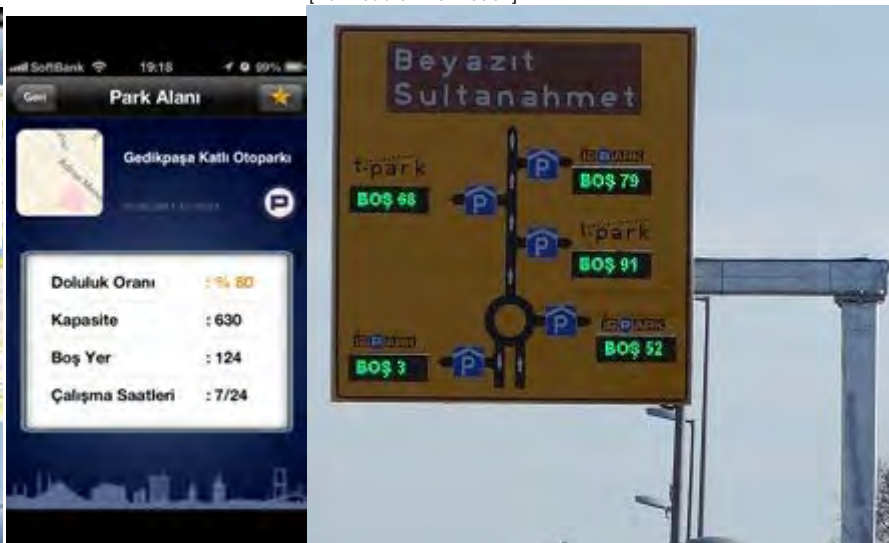 SoftBank 19:18 99%
Geri Park Alanı
Gedikpaşa Katlı Otoparkı
P
Doluluk Oranı : % 80
Kapasite : 630
Boş Yer : 124
Çalışma Saatleri : 7/24
Beyazıt
Sultanahmet
P
BOŞ 79
t-park
BOŞ 68
P
t-park
P
BOŞ 91
P
BOŞ 52
P
BOŞ 3